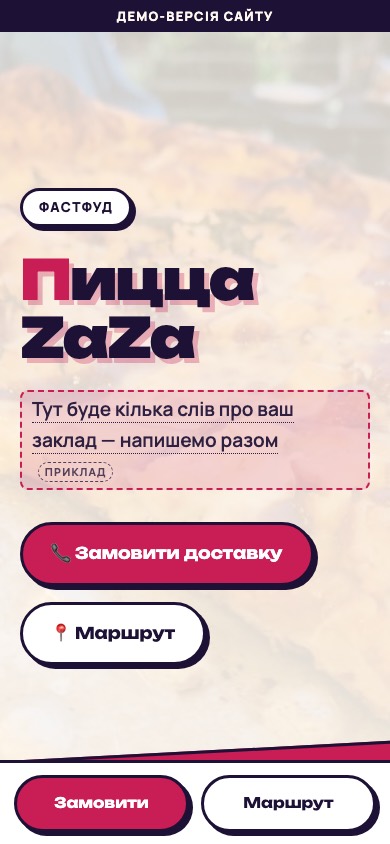 ДЕМО-ВЕРСІЯ САЙТУ
ФАСТФУД
Пицца
ZaZa
Тут буде кілька слів про ваш
заклад — напишемо разом
ПРИКЛАД
Замовити доставку
Маршрут
Замовити
Маршрут